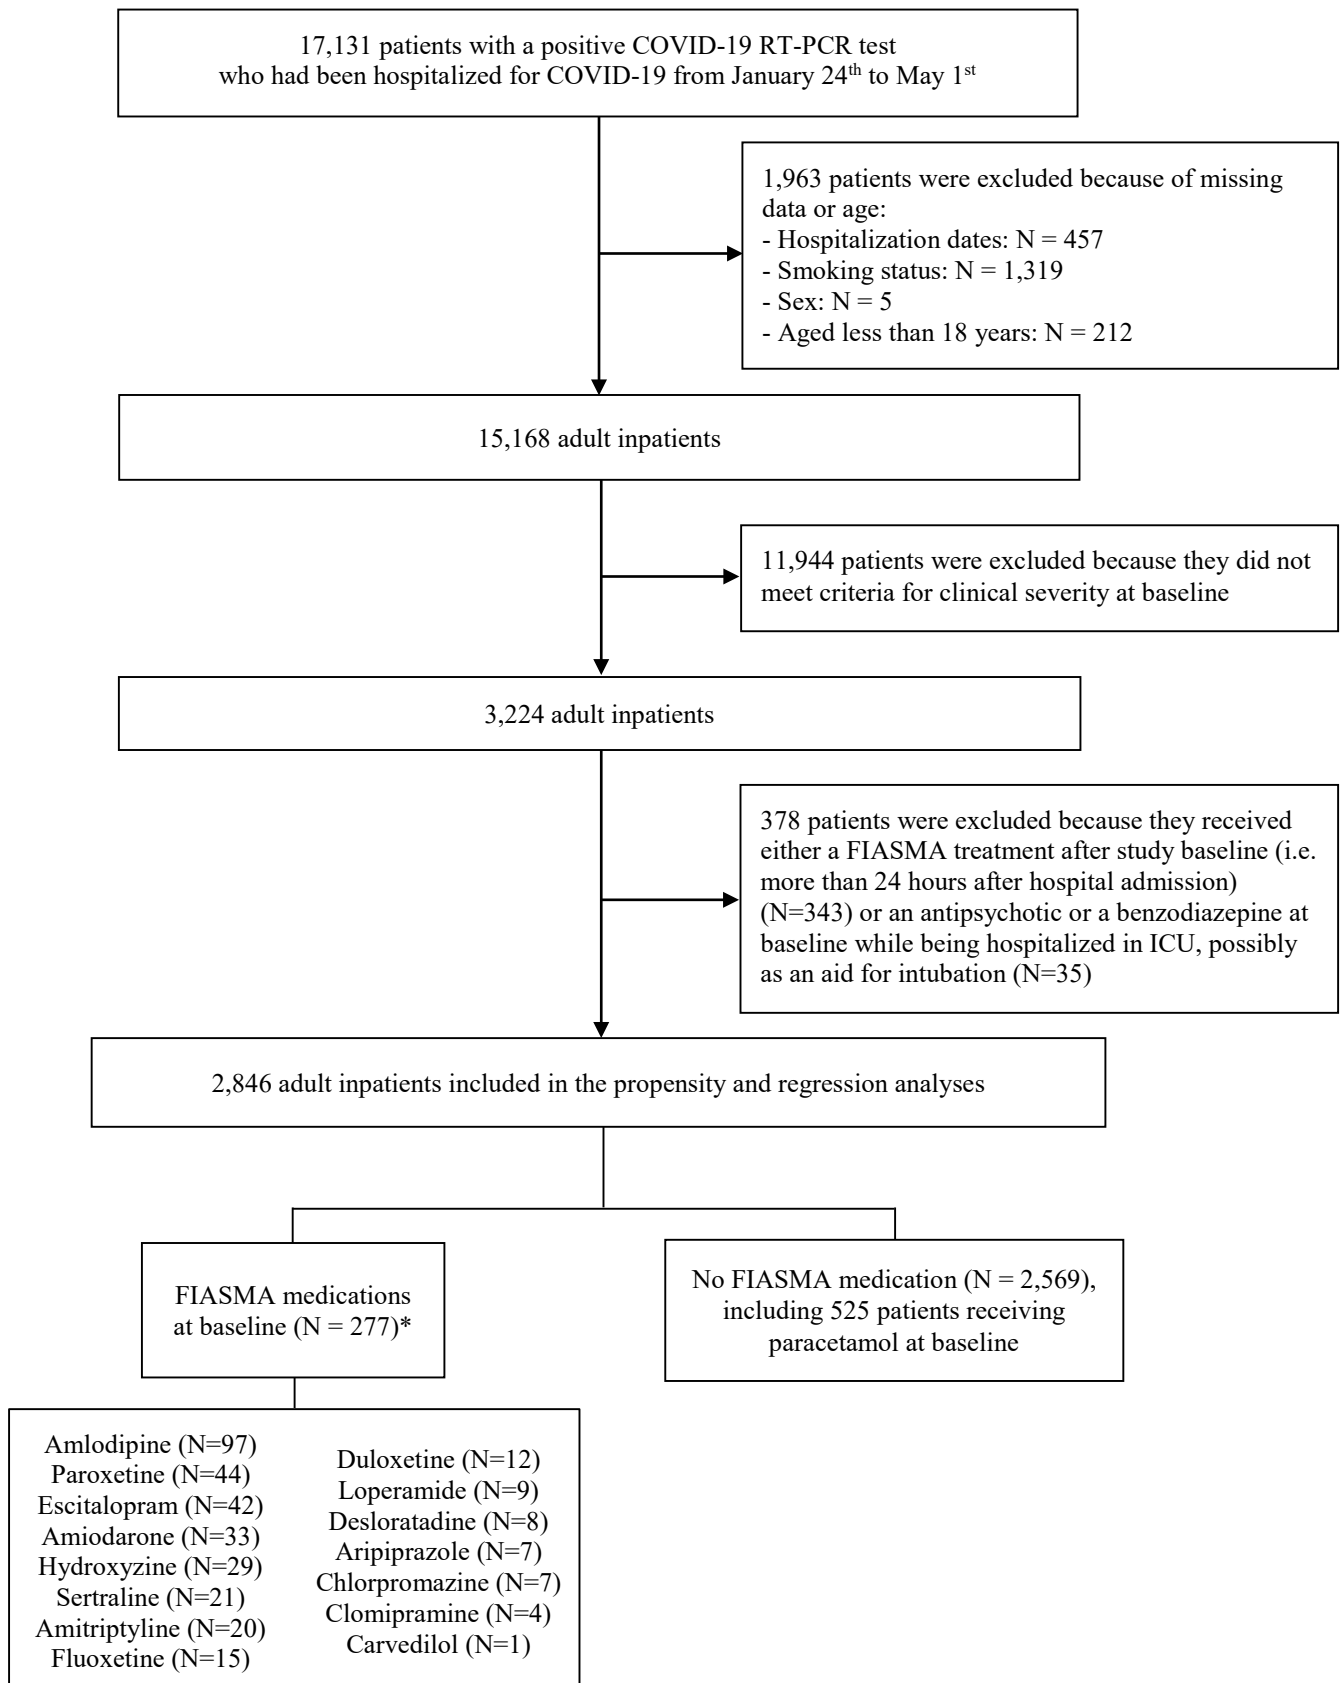 17,131 patients with a positive COVID-19 RT-PCR test
who had been hospitalized for COVID-19 from January 24th to May 1st
1,963 patients were excluded because of missing
data or age:
- Hospitalization dates: N = 457
- Smoking status: N = 1,319
- Sex: N = 5
- Aged less than 18 years: N = 212
15,168 adult inpatients
11,944 patients were excluded because they did not
meet criteria for clinical severity at baseline
3,224 adult inpatients
378 patients were excluded because they received
either a FIASMA treatment after study baseline (i.e.
more than 24 hours after hospital admission)
(N=343) or an antipsychotic or a benzodiazepine at
baseline while being hospitalized in ICU, possibly
as an aid for intubation (N=35)
2,846 adult inpatients included in the propensity and regression analyses
FIASMA medications
at baseline (N = 277)*
No FIASMA medication (N = 2,569),
including 525 patients receiving
paracetamol at baseline
Amlodipine (N=97)
Paroxetine (N=44)
Escitalopram (N=42)
Amiodarone (N=33)
Hydroxyzine (N=29)
Sertraline (N=21)
Amitriptyline (N=20)
Fluoxetine (N=15)
Duloxetine (N=12)
Loperamide (N=9)
Desloratadine (N=8)
Aripiprazole (N=7)
Chlorpromazine (N=7)
Clomipramine (N=4)
Carvedilol (N=1)